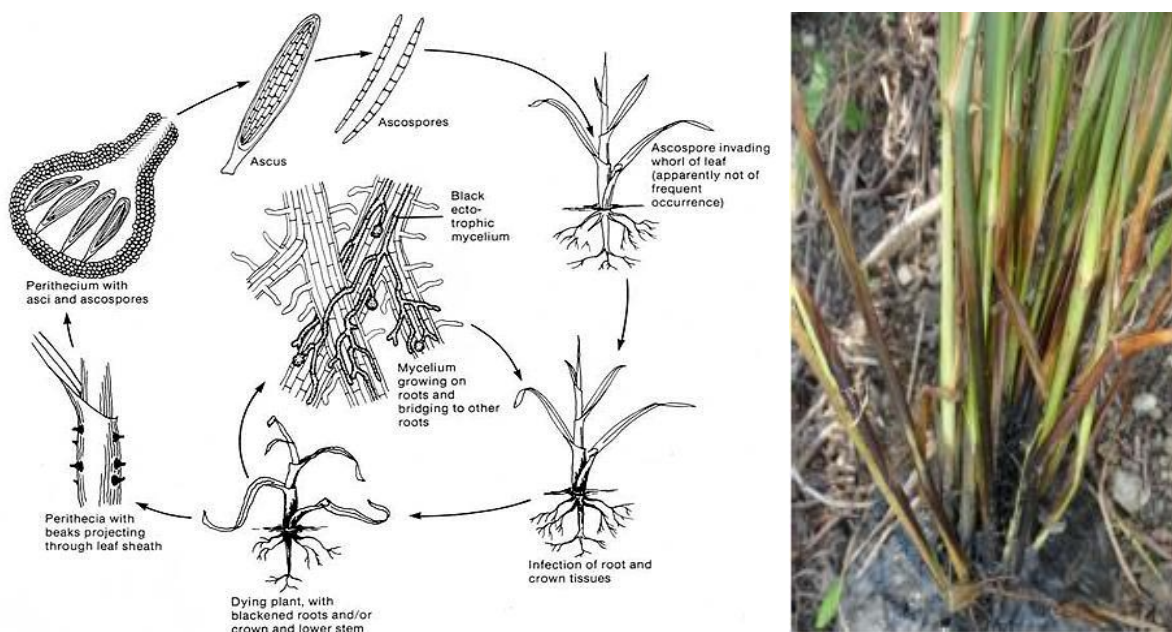 Ascus
Ascospores
Ascospore invading
whorl of leaf
(apparently not of
frequent
occurrence)
Black
ecto-
trophic
mycelium
Perithecium with
asci and ascospores
Mycelium
growing on
roots and
bridging to other
roots
Perithecia with
beaks projecting
through leaf sheath
Infection of root and
crown tissues
Dying plant, with
blackened roots and/or
crown and lower stem